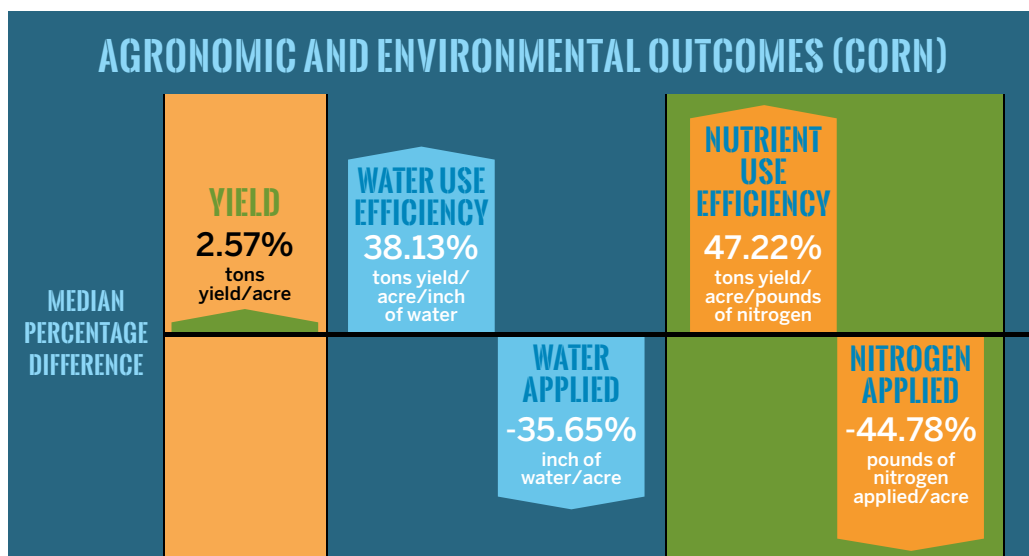 AGRONOMIC AND ENVIRONMENTAL OUTCOMES (CORN)
MEDIAN
PERCENTAGE
DIFFERENCE
YIELD
2.57%
tons
yield/acre
WATER USE
EFFICIENCY
38.13%
tons yield/
acre/inch
of water
WATER
APPLIED
-35.65%
inch of
water/acre
NUTRIENT
USE
EFFICIENCY
47.22%
tons yield/
acre/pounds
of nitrogen
NITROGEN
APPLIED
-44.78%
pounds of
nitrogen
applied/acre